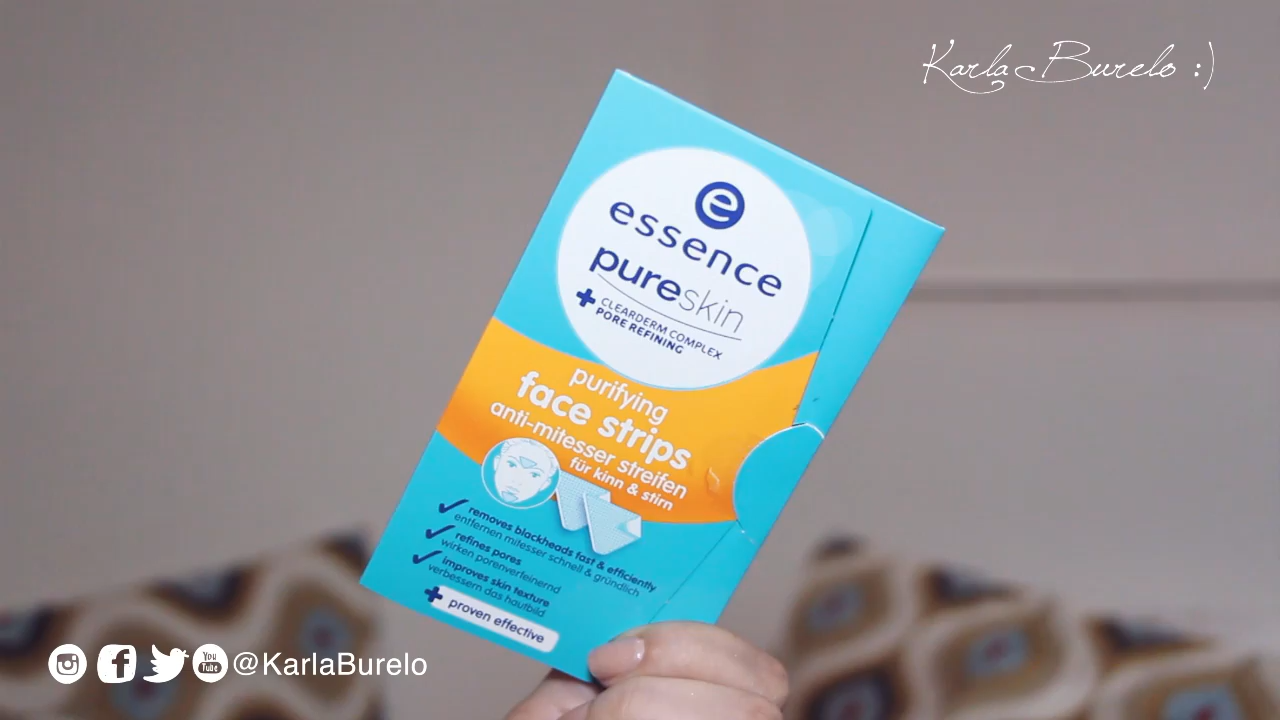 Karla Burelo :)
e
essence
pureskin
+ CLEARDERM COMPLEX
PORE REFINING
purifying
face strips
anti-mitesser streifen
für kinn & stirn
removes blackheads fast & efficiently
entfernen mitesser schnell & gründlich
refines pores
wirken porenverfeinernd
improves skin texture
verbessern das hautbild
+ proven effective
You
Tube
@KarlaBurelo